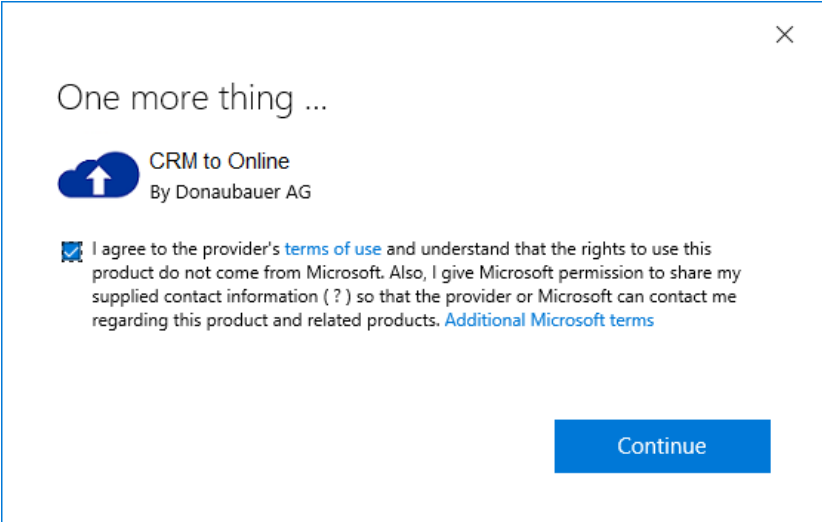 One more thing ...
CRM to Online
By Donaubauer AG
I agree to the provider's terms of use and understand that the rights to use this
product do not come from Microsoft. Also, I give Microsoft permission to share my
supplied contact information ( ? ) so that the provider or Microsoft can contact me
regarding this product and related products. Additional Microsoft terms
Continue